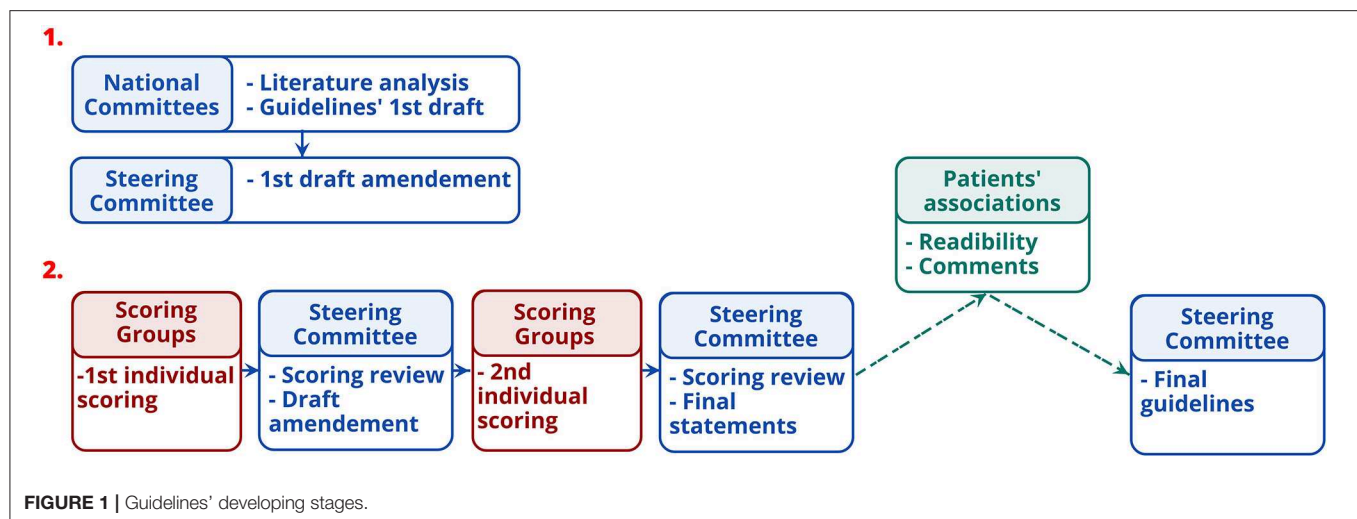 1.
National
Committees
- Literature analysis
- Guidelines' 1st draft
Steering
Committee
- 1st draft amendement
2.
Scoring
Groups
-1st individual
scoring
Steering
Committee
- Scoring review
- Draft
amendement
Scoring
Groups
- 2nd
individual
scoring
Steering
Committee
- Scoring review
- Final
statements
Patients'
associations
- Readibility
- Comments
Steering
Committee
- Final
guidelines
FIGURE 1 | Guidelines' developing stages.